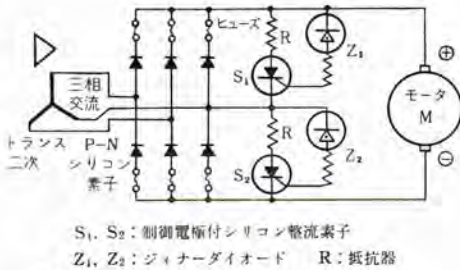 ヒューズ
R
Z₁
S₁
⊕
三相
交流
モータ
M
R
Z₂
S₂
⊖
トランス
二次
P-N
シリコン
素子
S₁, S₂:制御電極付シリコン整流素子
Z₁, Z₂:ジィナーダイオード R:抵抗器